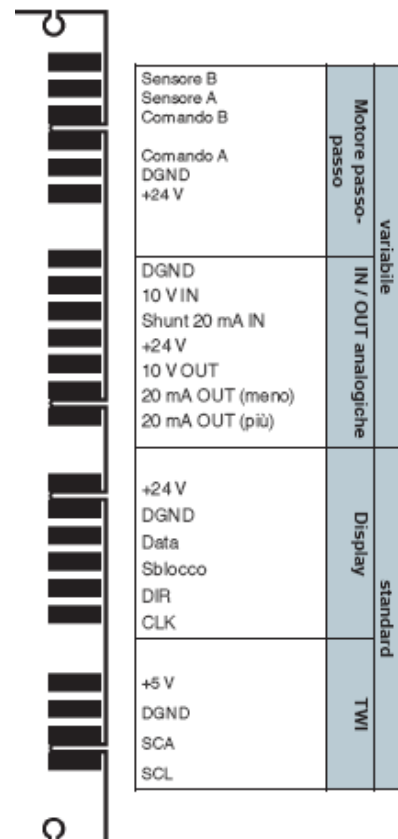 Sensore B
Sensore A
Comando B
Comando A
DGND
+24 V
Motore passo-
passo
variabile
DGND
10 V IN
Shunt 20 mA IN
+24 V
10 V OUT
20 mA OUT (meno)
20 mA OUT (più)
IN / OUT analogiche
+24 V
DGND
Data
Sblocco
DIR
CLK
Display
standard
+5 V
DGND
SCA
SCL
TWI